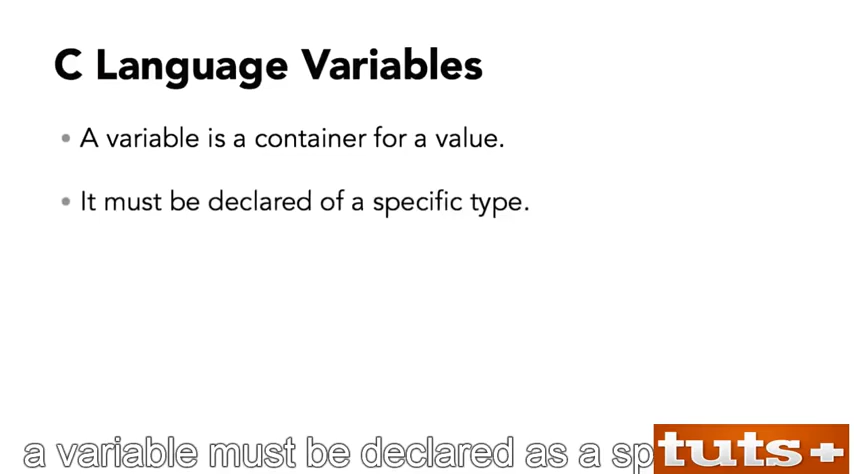 C Language Variables
• A variable is a container for a value.
• It must be declared of a specific type.
a variable must be declared as a sp
tuts+